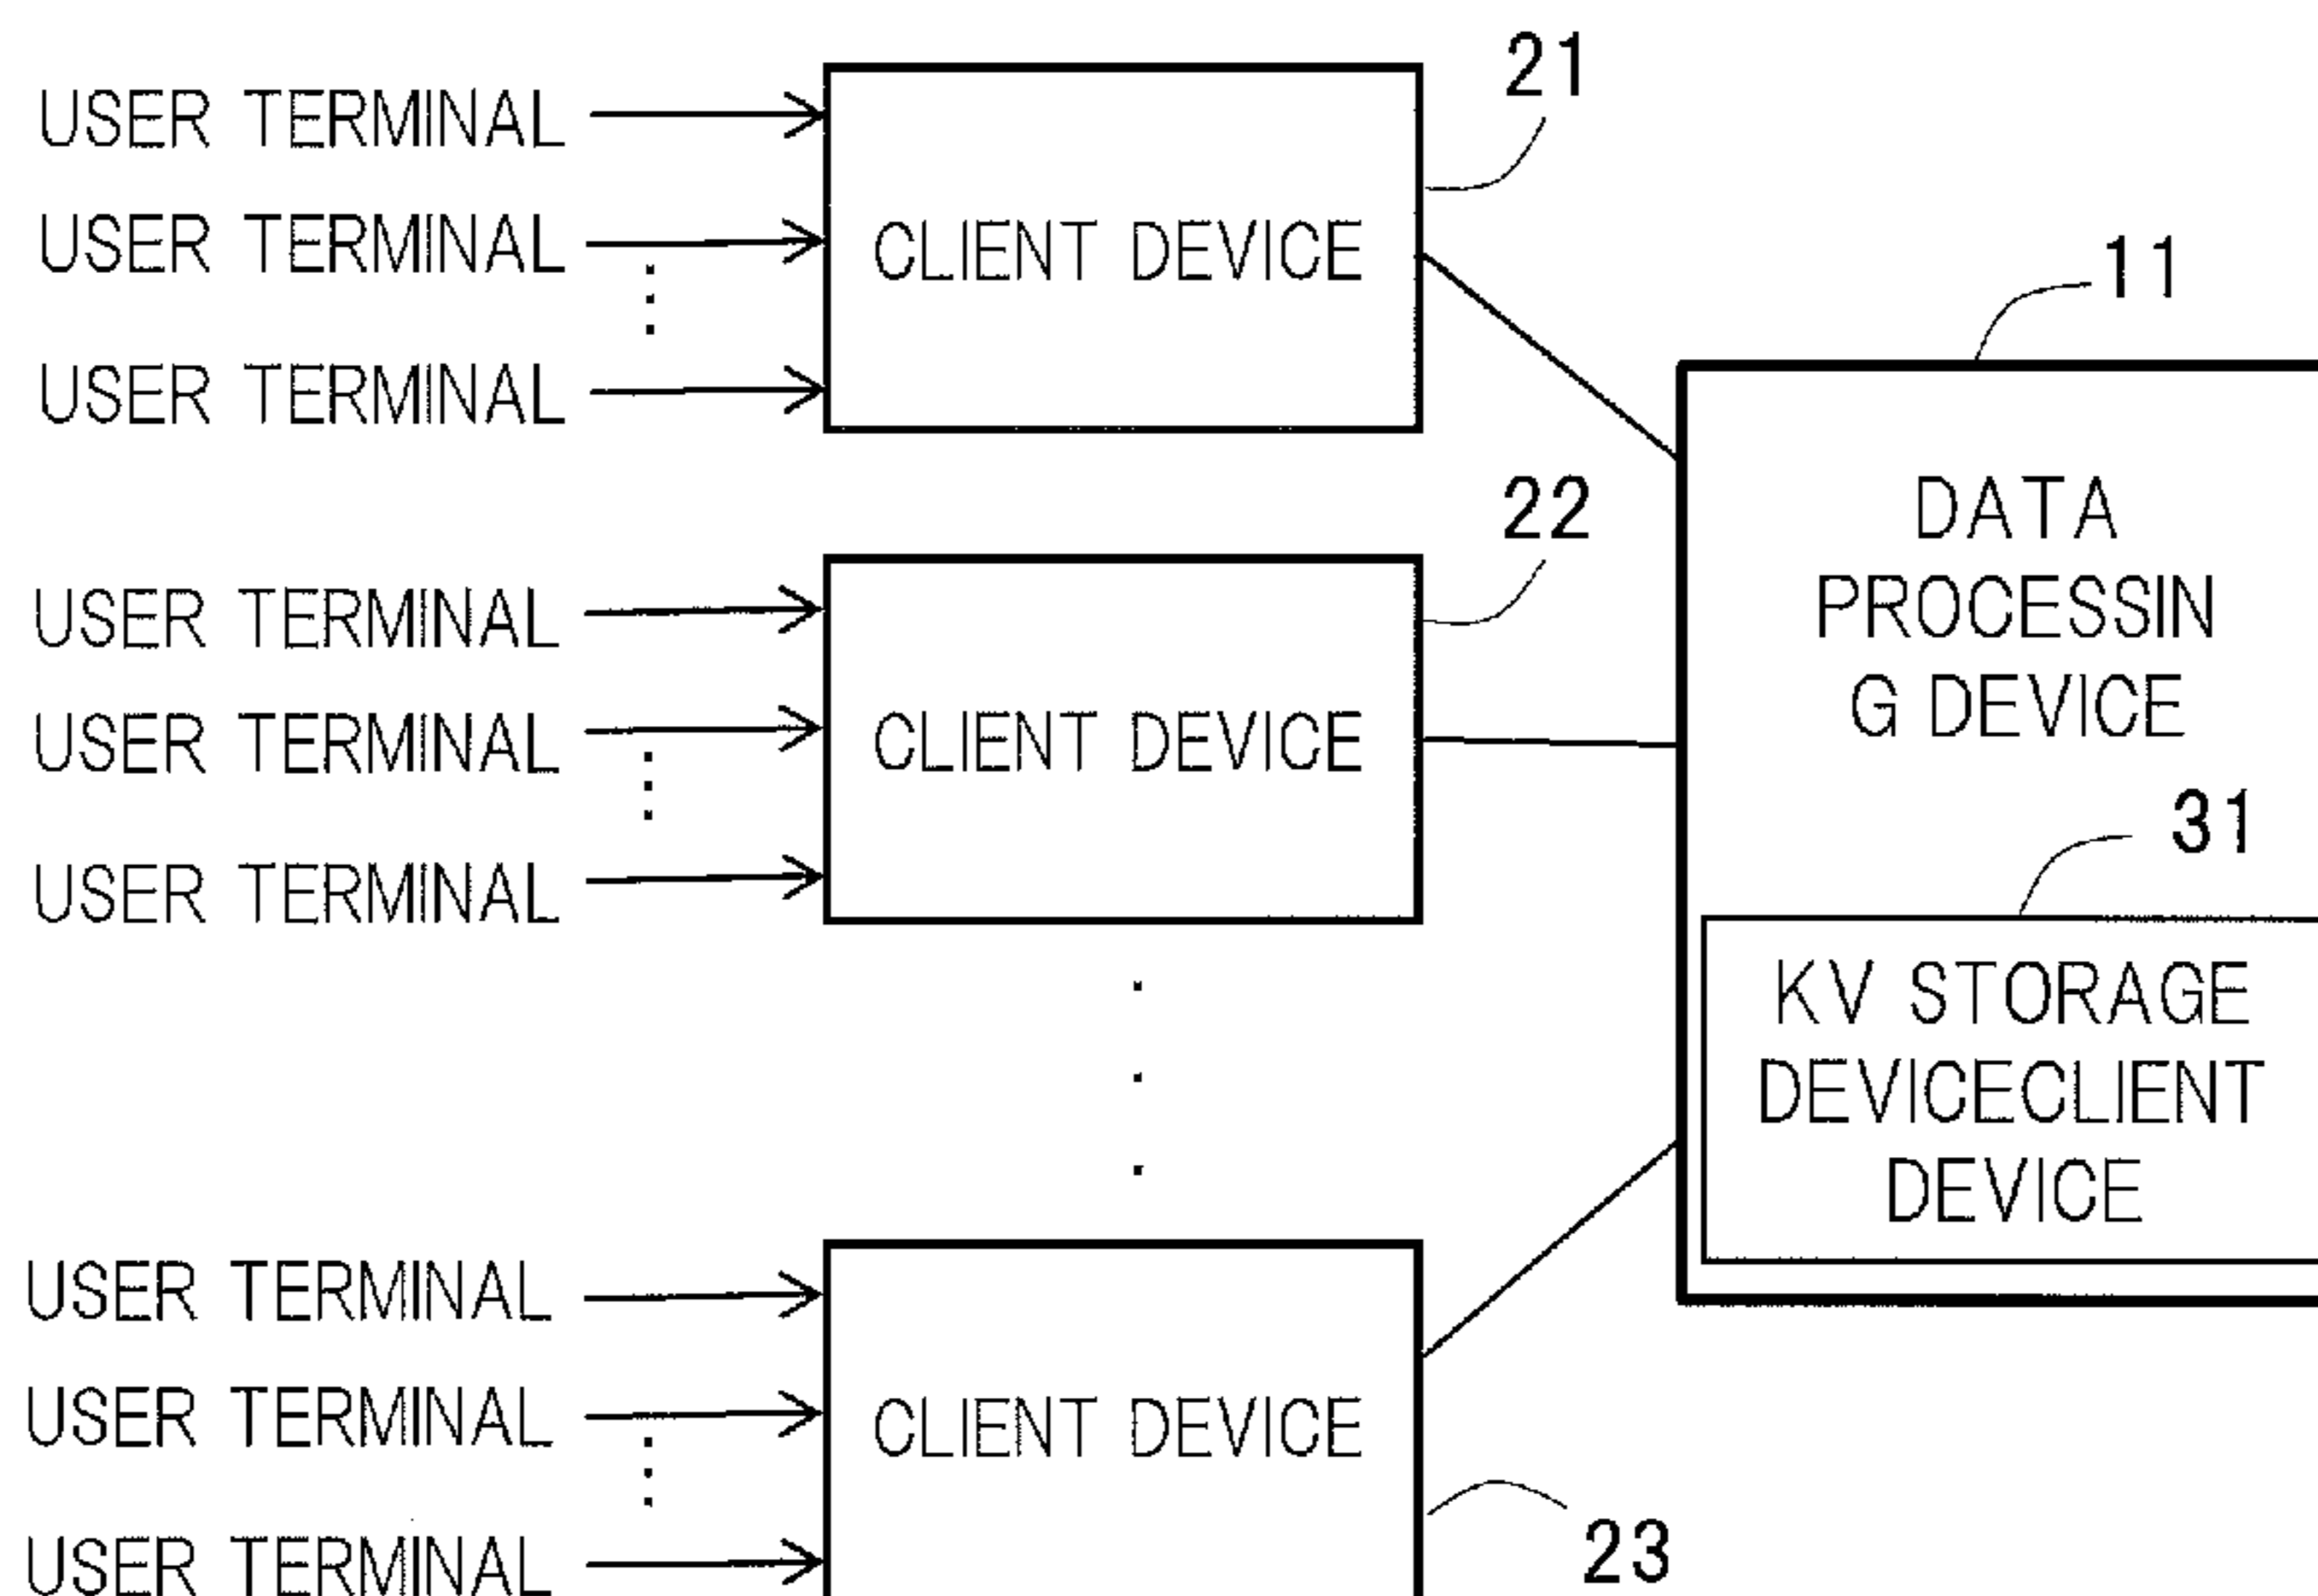 21
USER TERMINAL
USER TERMINAL
CLIENT DEVICE
USER TERMINAL
11
22
DATA
PROCESSIN
G DEVICE
USER TERMINAL
USER TERMINAL
CLIENT DEVICE
USER TERMINAL
31
KV STORAGE
DEVICECLIENT
DEVICE
USER TERMINAL
USER TERMINAL
CLIENT DEVICE
USER TERMINAL
23